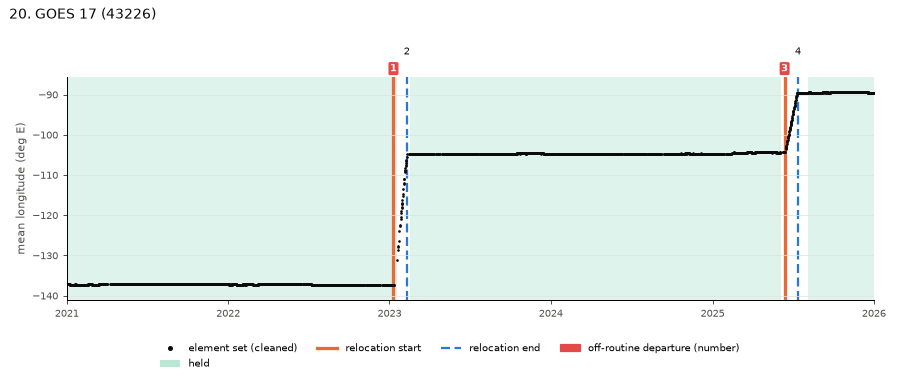 20. GOES 17 (43226)
2
4
1
3
−90
−100
−110
−120
−130
−140
mean longitude (deg E)
2021
2022
2023
2024
2025
2026
element set (cleaned)
relocation start
relocation end
off-routine departure (number)
held